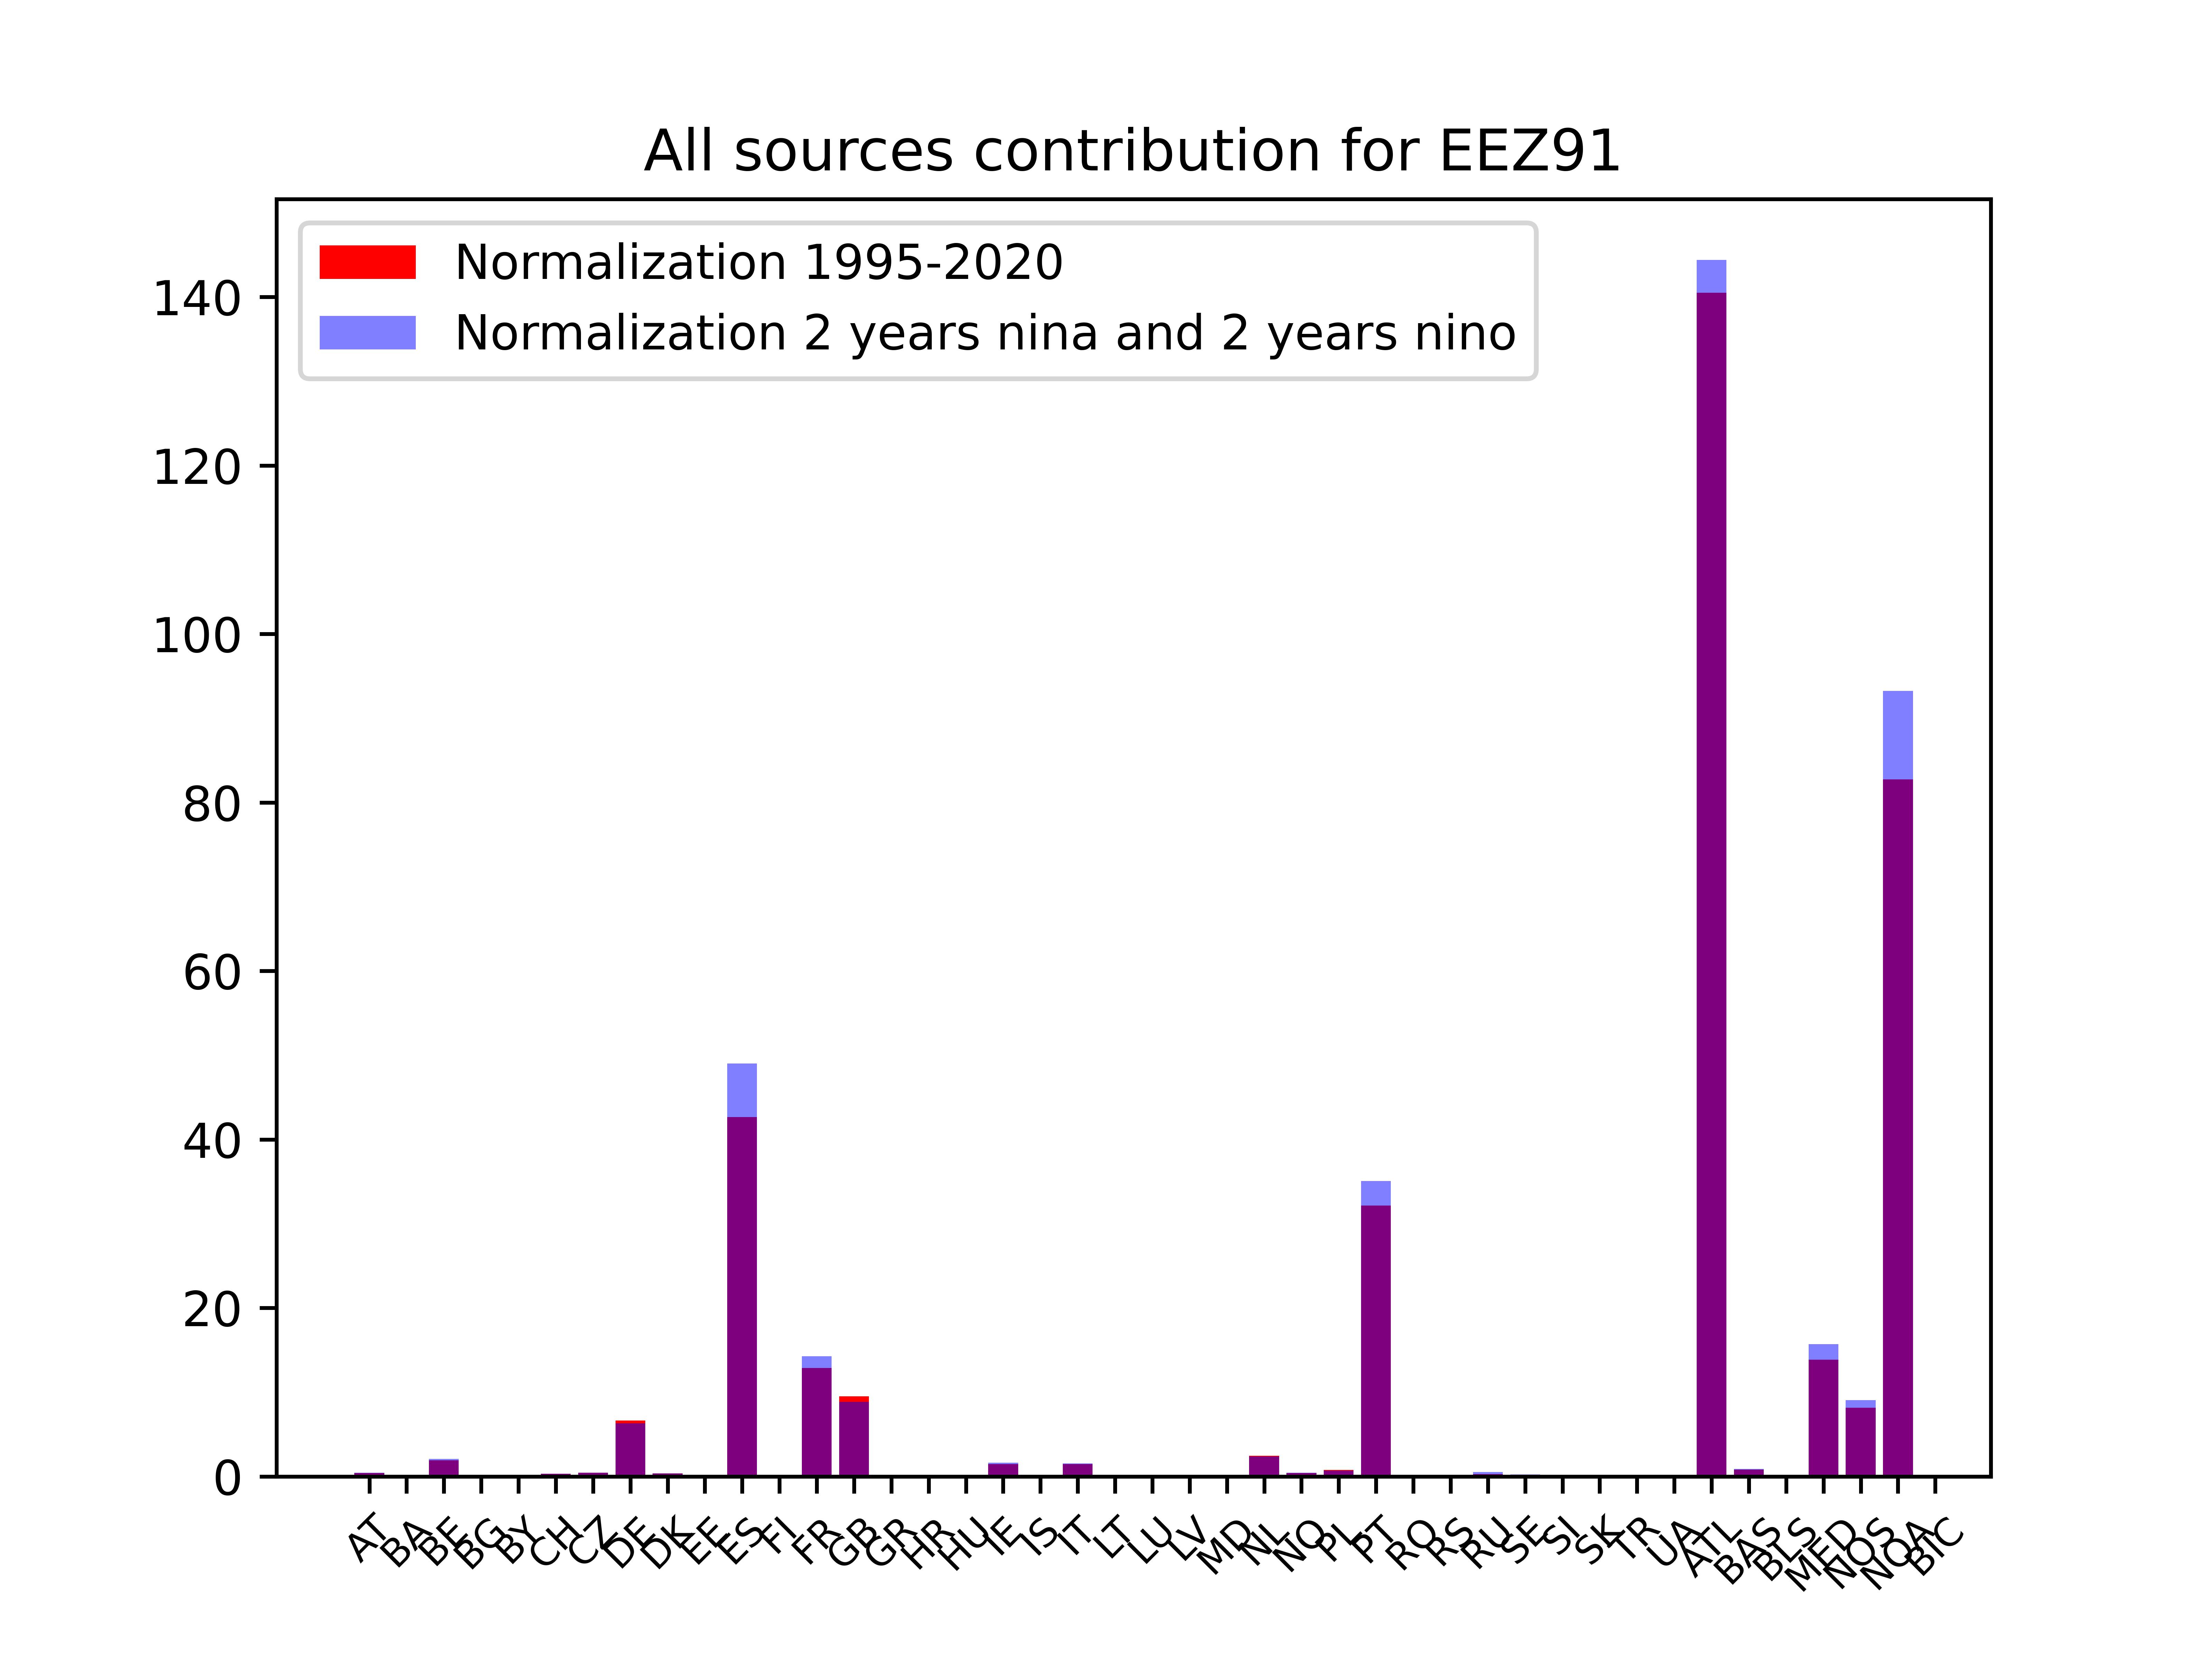 All sources contribution for EEZ91
Normalization 1995-2020
Normalization 2 years nina and 2 years nino
140
120
100
80
60
40
20
0
AT BA BE BG BY CH CZ DE DK EE ES FI FR GB GR HR HU IE IS IT LT LU LV MD NL NO PL PT RO RS RU SE SI SK TR UA ATL BAS BLS MED NOS NOA BIC